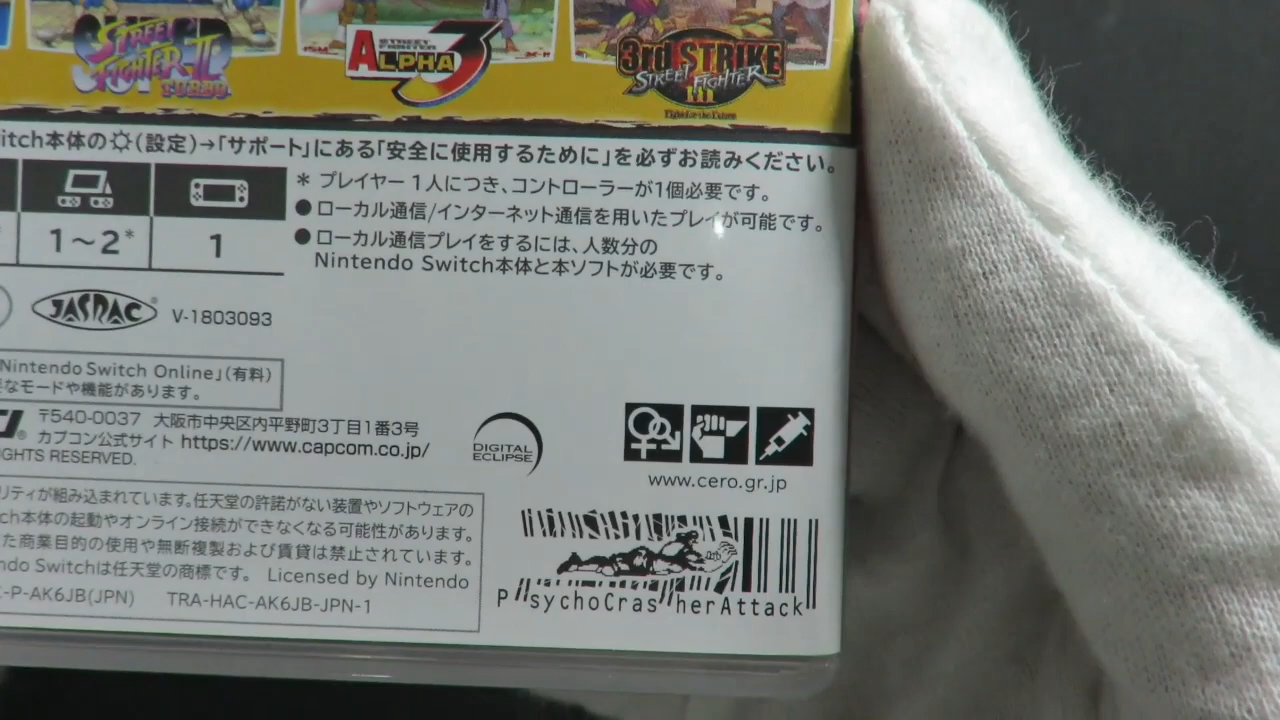 STREET FIGHTER II TURBO
STREET FIGHTER ALPHA 3
3rd STRIKE
STREET FIGHTER III
Fight for the Future
itch本体の(設定)→「サポート」にある「安全に使用するために」を必ずお読みください。
1～2*
1
* プレイヤー1人につき、コントローラーが1個必要です。
●ローカル通信/インターネット通信を用いたプレイが可能です。
●ローカル通信プレイをするには、人数分の
Nintendo Switch本体と本ソフトが必要です。
JASRAC®
V-1803093
Nintendo Switch Online」(有料)
なモードや機能があります。
〒540-0037 大阪市中央区内平野町3丁目1番3号
カプコン公式サイト https://www.capcom.co.jp/
IGHTS RESERVED.
DIGITAL
ECLIPSE
www.cero.gr.jp
リティが組み込まれています。任天堂の許諾がない装置やソフトウェアの
ch本体の起動やオンライン接続ができなくなる可能性があります。
た商業目的の使用や無断複製および賃貸は禁止されています。
ndo Switchは任天堂の商標です。 Licensed by Nintendo
-P-AK6JB(JPN) TRA-HAC-AK6JB-JPN-1
PsychoCrasherAttack